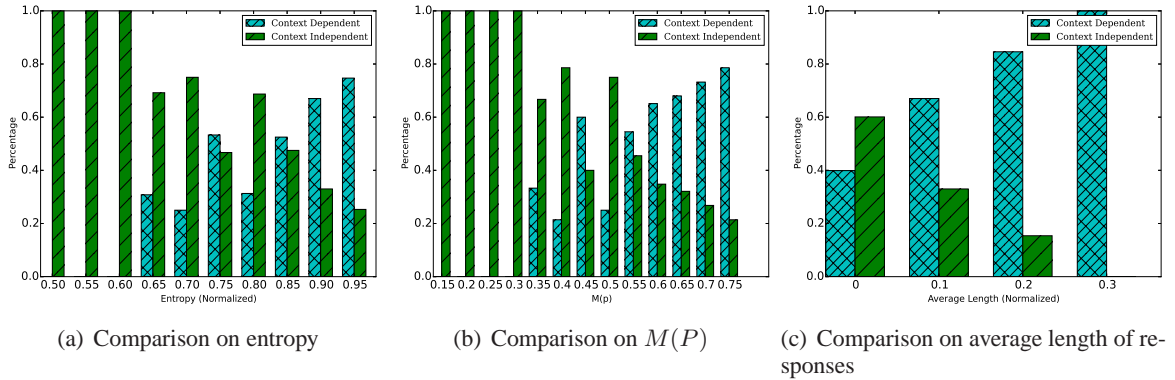 1.0
0.8
0.6
0.4
0.2
0.0
Percentage
Context Dependent
Context Independent
0.50 0.55 0.60 0.65 0.70 0.75 0.80 0.85 0.90 0.95
Entropy (Normalized)
(a) Comparison on entropy
1.0
0.8
0.6
0.4
0.2
0.0
Percentage
Context Dependent
Context Independent
0.15 0.2 0.25 0.3 0.35 0.4 0.45 0.5 0.55 0.6 0.65 0.7 0.75
M(p)
(b) Comparison on M(P)
1.0
0.8
0.6
0.4
0.2
0.0
Percentage
Context Dependent
Context Independent
0 0.1 0.2 0.3
Average Length (Normalized)
(c) Comparison on average length of re-
sponses